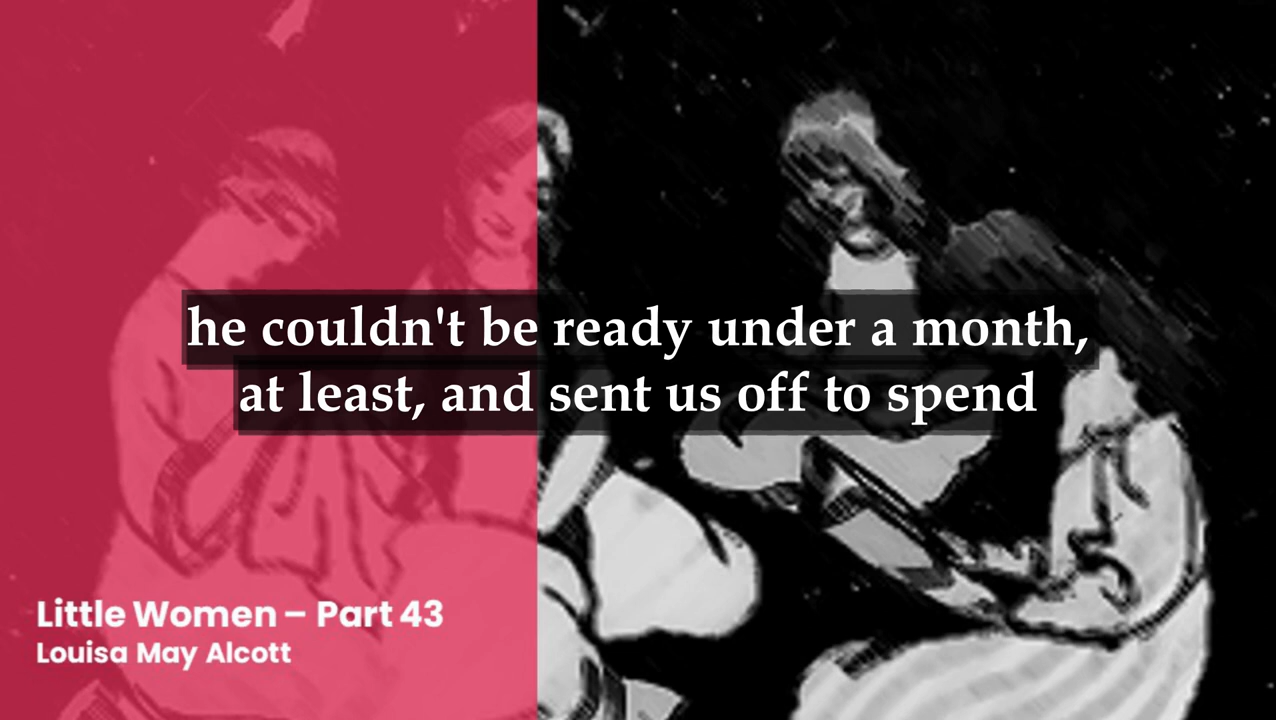 he couldn't be ready under a month,
at least, and sent us off to spend
Little Women – Part 43
Louisa May Alcott